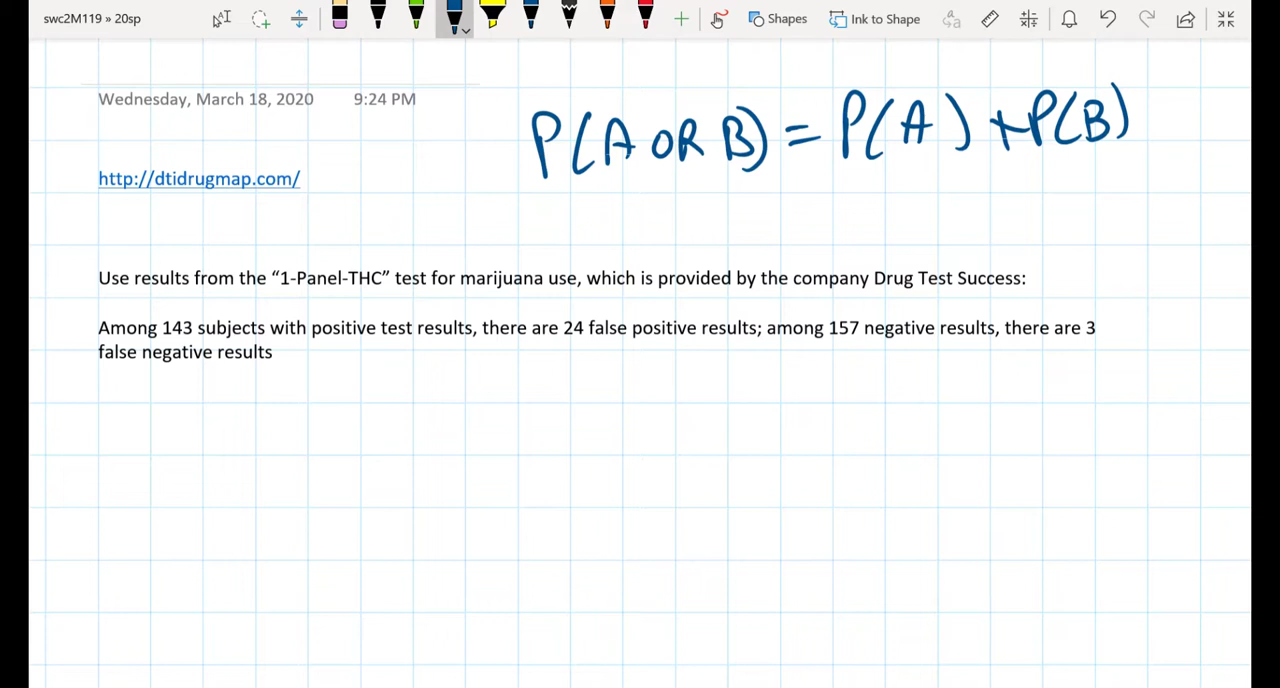 swc2M119 » 20sp
Shapes
Ink to Shape
Wednesday, March 18, 2020 9:24 PM
P(A OR B) = P(A) + P(B)
http://dtidrugmap.com/
Use results from the “1-Panel-THC” test for marijuana use, which is provided by the company Drug Test Success:
Among 143 subjects with positive test results, there are 24 false positive results; among 157 negative results, there are 3
false negative results